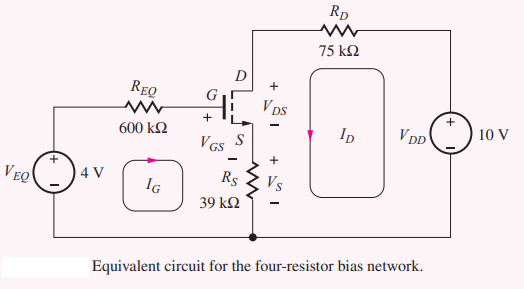 R_D
75 kΩ
D
R_EQ
G
+
+
V_DS
600 kΩ
+
–
V_GS
S
I_D
V_DD
+
–
10 V
–
+
V_EQ
+
–
4 V
I_G
R_S
V_S
39 kΩ
–
Equivalent circuit for the four-resistor bias network.